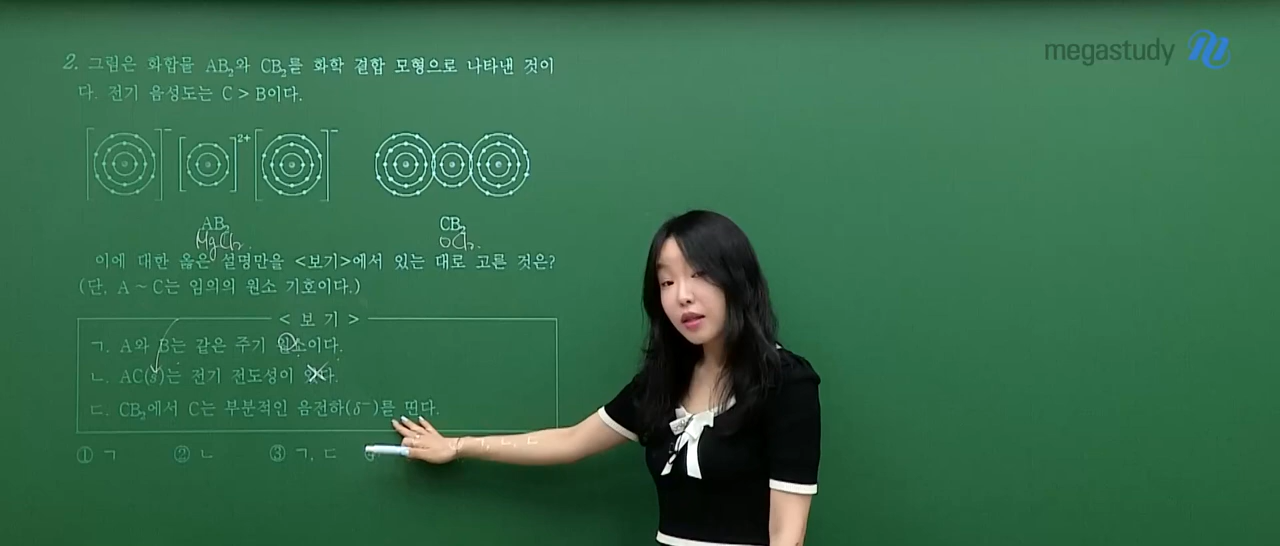 megastudy
2. 그림은 화합물 AB₂와 CB₂를 화학 결합 모형으로 나타낸 것이
다. 전기 음성도는 C > B이다.
- 2+ -
AB₂ CB₂
MgCl₂. OCl₂.
이에 대한 옳은 설명만을 <보기>에서 있는 대로 고른 것은?
(단, A ~ C는 임의의 원소 기호이다.)
< 보 기 >
ㄱ. A와 B는 같은 주기 원소이다.
ㄴ. AC(s)는 전기 전도성이 있다.
ㄷ. CB₂에서 C는 부분적인 음전하(δ⁻)를 띤다.
① ㄱ ② ㄴ ③ ㄱ, ㄷ ㄱ, ㄴ, ㄷ